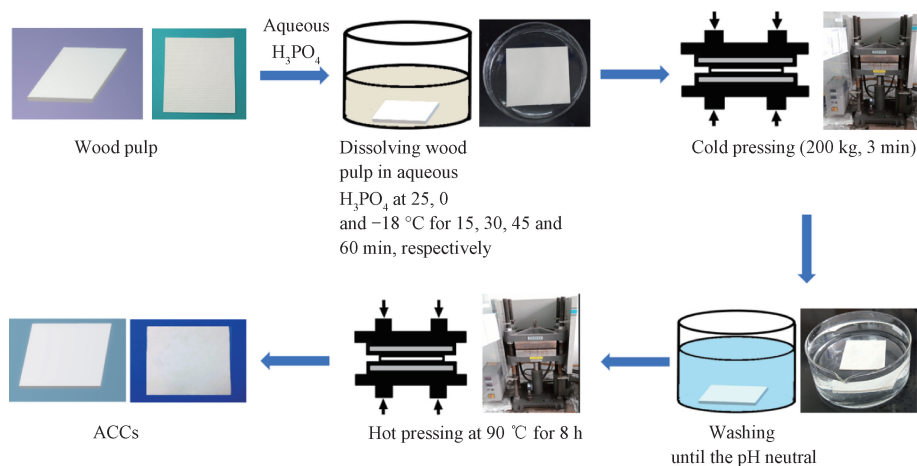 Aqueous
H₃PO₄
Wood pulp
Dissolving wood
pulp in aqueous
H₃PO₄ at 25, 0
and −18 °C for 15, 30, 45 and
60 min, respectively
Cold pressing (200 kg, 3 min)
Washing
until the pH neutral
Hot pressing at 90 ℃ for 8 h
ACCs